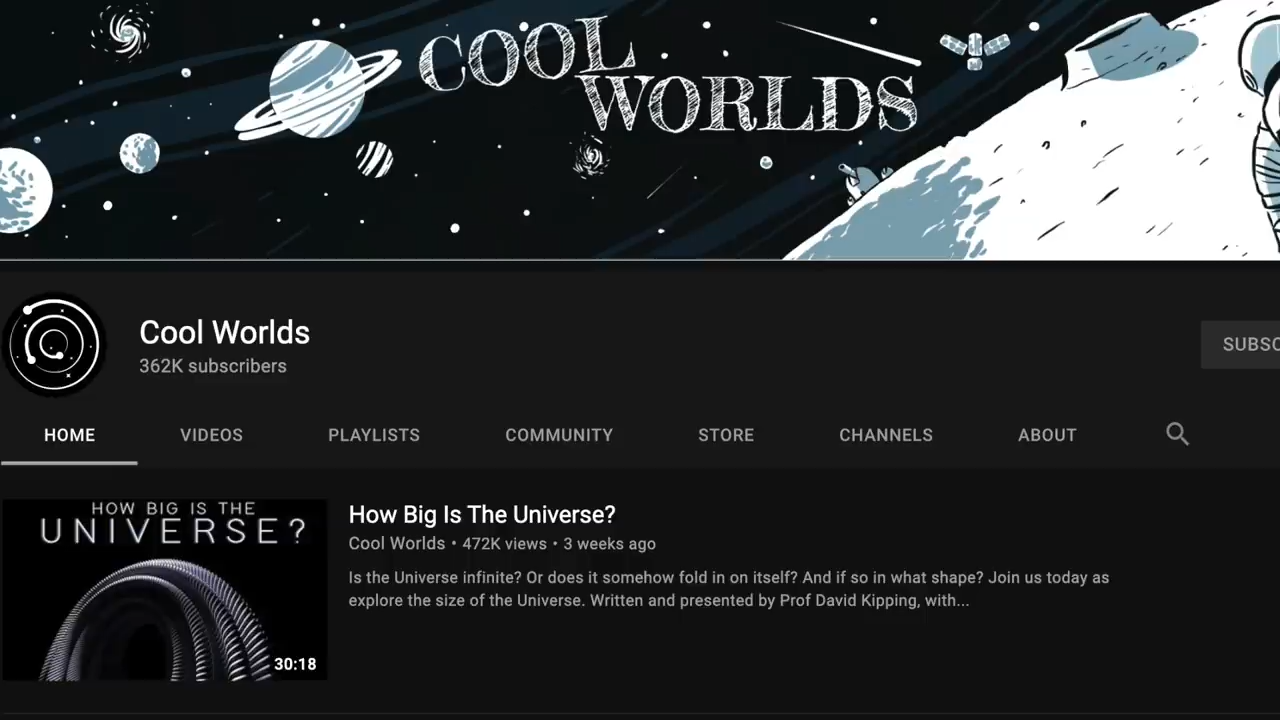 COOL
WORLDS
Cool Worlds
362K subscribers
SUBSC
HOME VIDEOS PLAYLISTS COMMUNITY STORE CHANNELS ABOUT
HOW BIG IS THE
UNIVERSE?
30:18
How Big Is The Universe?
Cool Worlds • 472K views • 3 weeks ago
Is the Universe infinite? Or does it somehow fold in on itself? And if so in what shape? Join us today as
explore the size of the Universe. Written and presented by Prof David Kipping, with...